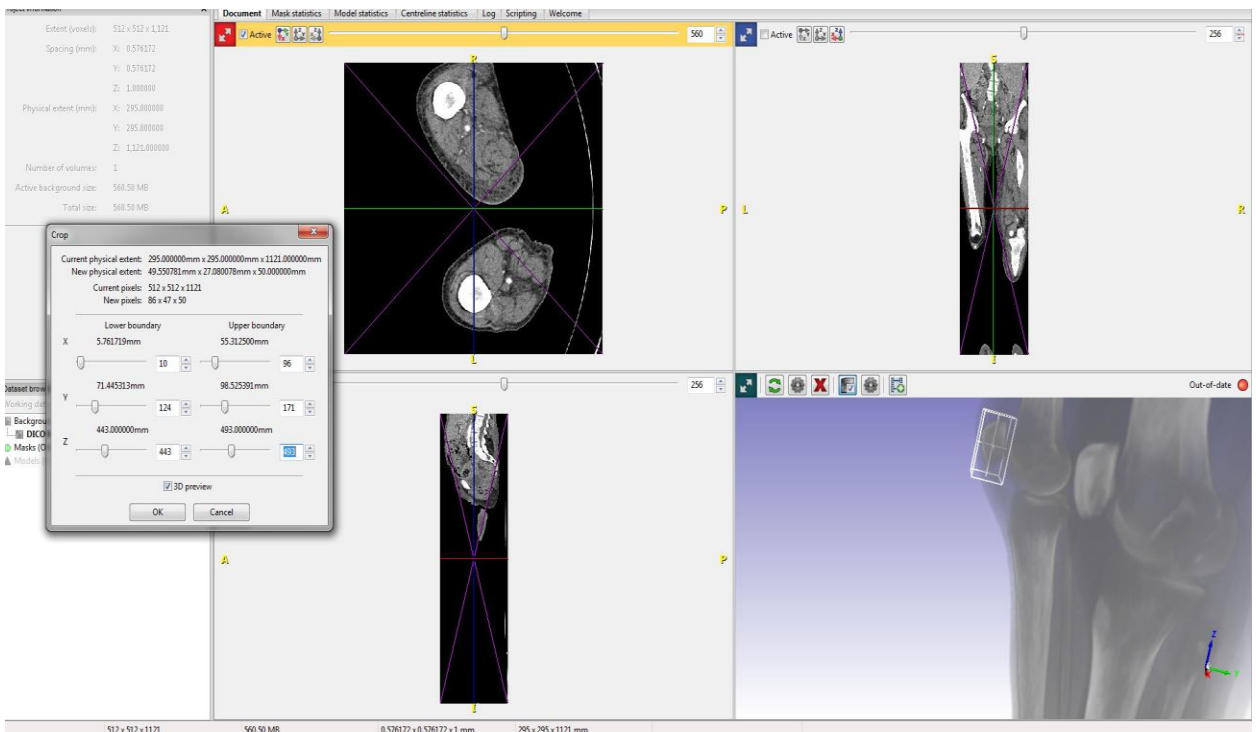 Project information
Extent (voxels): 512 x 512 x 1,121
Spacing (mm): X: 0.576172
Y: 0.576172
Z: 1.000000
Physical extent (mm): X: 295.000000
Y: 295.000000
Z: 1,121.000000
Number of volumes: 1
Active background size: 560.50 MB
Total size: 560.50 MB
Document Mask statistics Model statistics Centreline statistics Log Scripting Welcome
Active 560
R
A
P
L
Active 256
S
L
R
I
Crop
Current physical extent: 295.000000mm x 295.000000mm x 1121.000000mm
New physical extent: 49.550781mm x 27.080078mm x 50.000000mm
Current pixels: 512 x 512 x 1121
New pixels: 86 x 47 x 50
Lower boundary Upper boundary
X 5.761719mm 55.312500mm
10 96
71.445313mm 98.525391mm
Y 124 171
443.000000mm 493.000000mm
Z 443 493
3D preview
OK Cancel
Dataset brow
Working dat
Backgrou
DICO
Masks (O
Models (
256
S
A
P
I
Out-of-date
Z
Y
512 x 512 x 1121 560.50 MB 0.576172 x 0.576172 x 1 mm 295 x 295 x 1121 mm